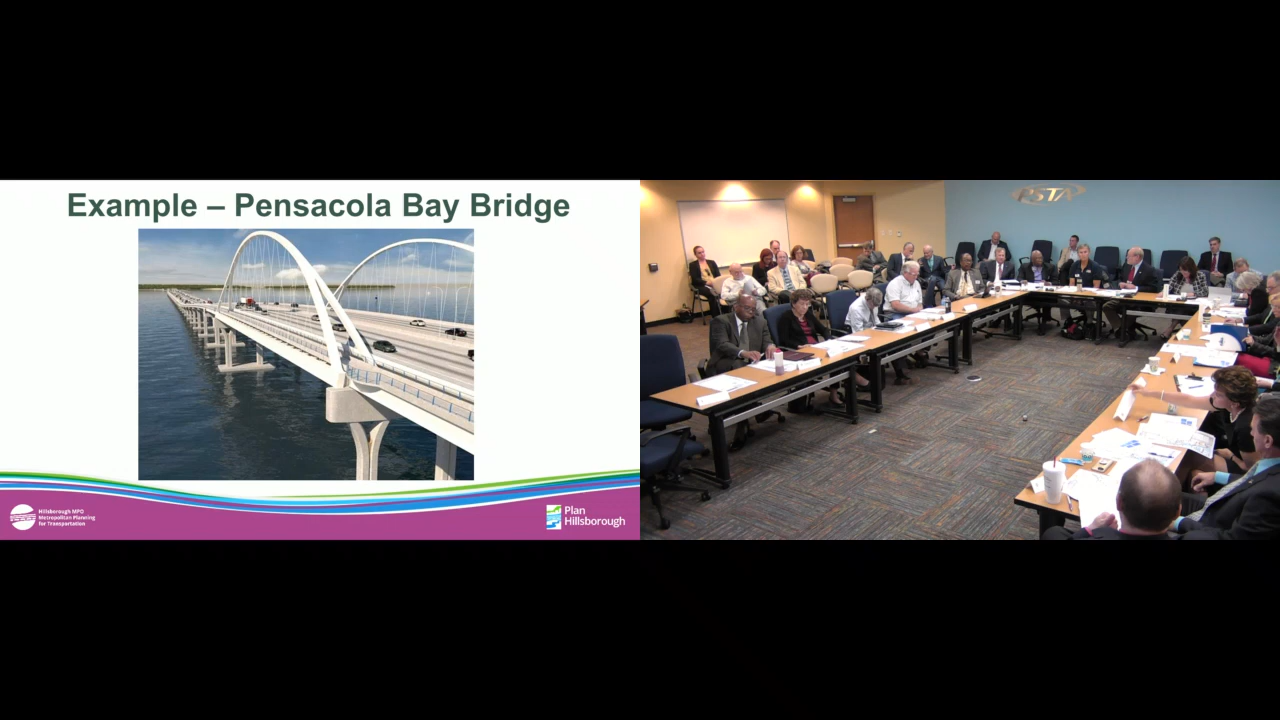 Example – Pensacola Bay Bridge
Hillsborough MPO
Metropolitan Planning
for Transportation
Plan
Hillsborough
PSTA